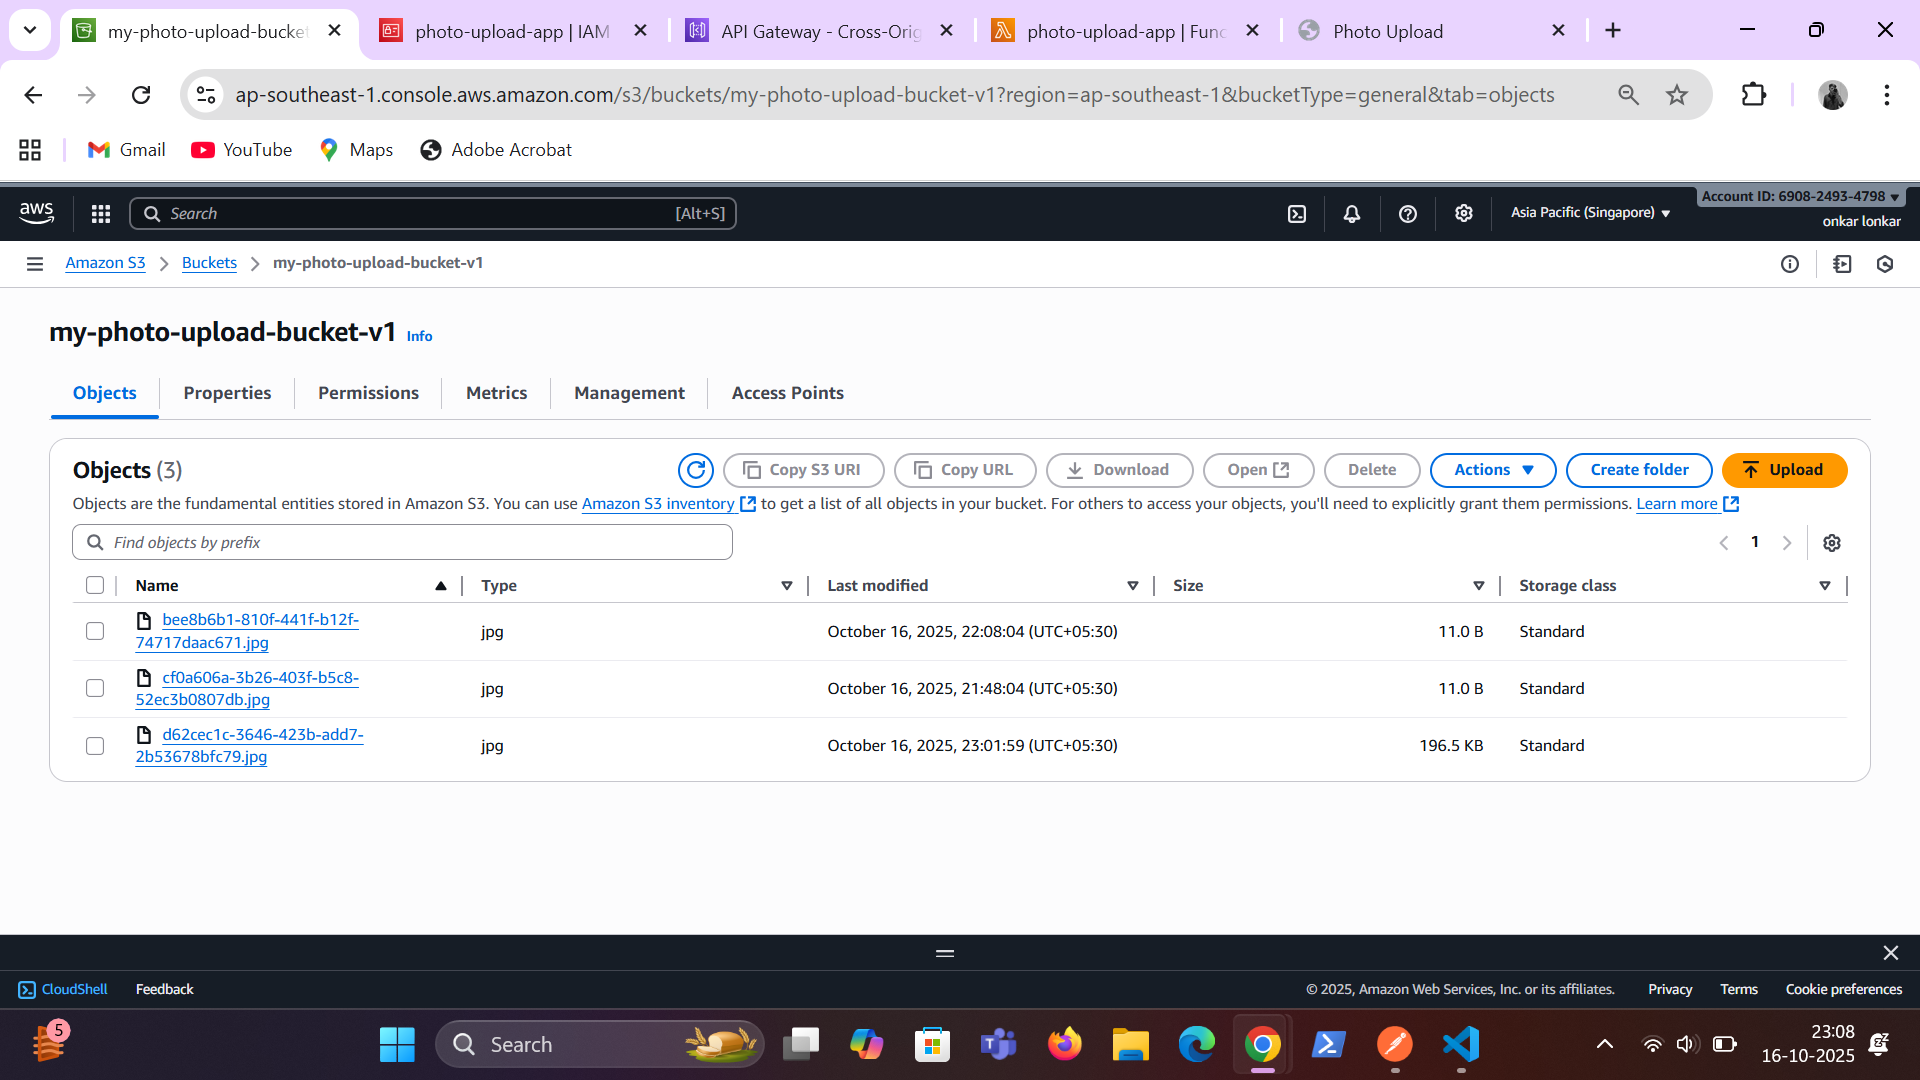 my-photo-upload-bucket
photo-upload-app | IAM
API Gateway - Cross-Orig
photo-upload-app | Func
Photo Upload
ap-southeast-1.console.aws.amazon.com/s3/buckets/my-photo-upload-bucket-v1?region=ap-southeast-1&bucketType=general&tab=objects
Gmail
YouTube
Maps
Adobe Acrobat
aws
Search
[Alt+S]
Asia Pacific (Singapore)
Account ID: 6908-2493-4798
onkar lonkar
Amazon S3
Buckets
my-photo-upload-bucket-v1
my-photo-upload-bucket-v1 Info
Objects
Properties
Permissions
Metrics
Management
Access Points
Objects (3)
Copy S3 URI
Copy URL
Download
Open
Delete
Actions
Create folder
Upload
Objects are the fundamental entities stored in Amazon S3. You can use Amazon S3 inventory to get a list of all objects in your bucket. For others to access your objects, you'll need to explicitly grant them permissions. Learn more
Find objects by prefix
1
Name
Type
Last modified
Size
Storage class
bee8b6b1-810f-441f-b12f-
74717daac671.jpg
jpg
October 16, 2025, 22:08:04 (UTC+05:30)
11.0 B
Standard
cf0a606a-3b26-403f-b5c8-
52ec3b0807db.jpg
jpg
October 16, 2025, 21:48:04 (UTC+05:30)
11.0 B
Standard
d62cec1c-3646-423b-add7-
2b53678bfc79.jpg
jpg
October 16, 2025, 23:01:59 (UTC+05:30)
196.5 KB
Standard
CloudShell
Feedback
© 2025, Amazon Web Services, Inc. or its affiliates.
Privacy
Terms
Cookie preferences
5
Search
23:08
16-10-2025